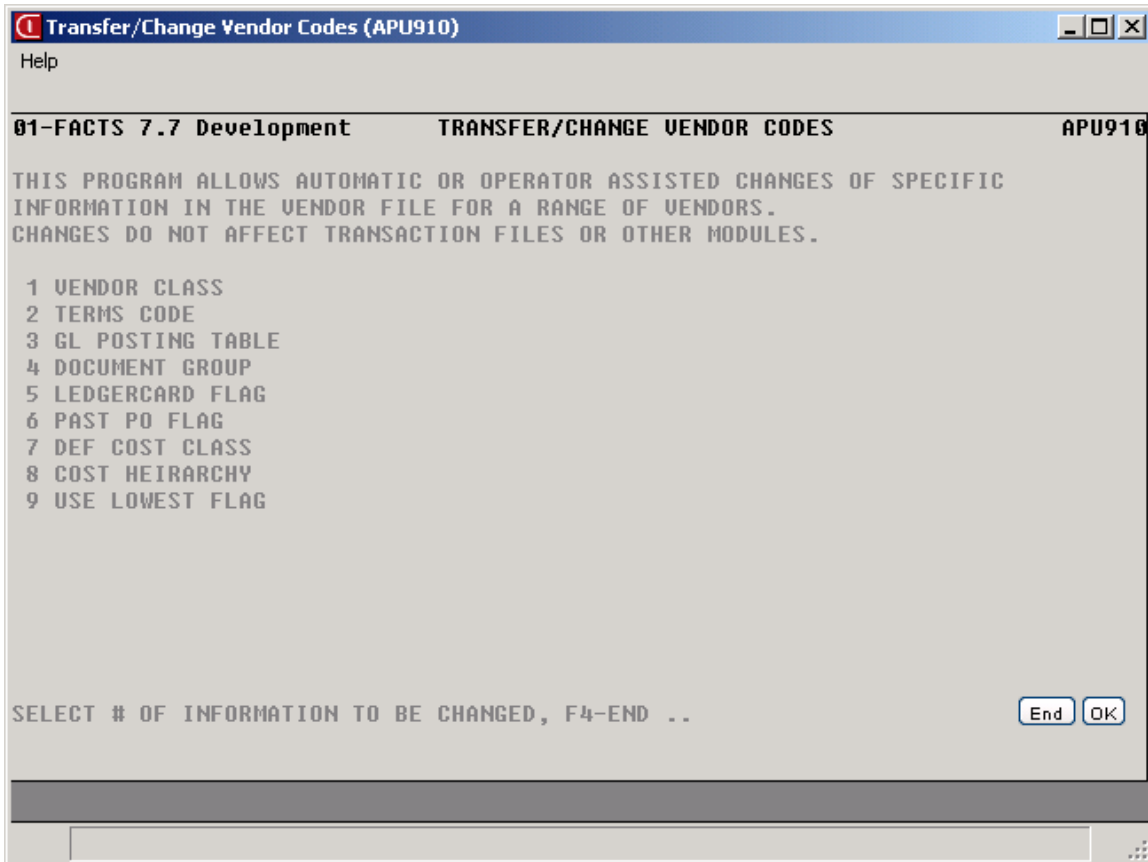 Transfer/Change Vendor Codes (APU910)
Help
01-FACTS 7.7 Development TRANSFER/CHANGE VENDOR CODES APU910
THIS PROGRAM ALLOWS AUTOMATIC OR OPERATOR ASSISTED CHANGES OF SPECIFIC
INFORMATION IN THE VENDOR FILE FOR A RANGE OF VENDORS.
CHANGES DO NOT AFFECT TRANSACTION FILES OR OTHER MODULES.
1 VENDOR CLASS
2 TERMS CODE
3 GL POSTING TABLE
4 DOCUMENT GROUP
5 LEDGERCARD FLAG
6 PAST PO FLAG
7 DEF COST CLASS
8 COST HEIRARCHY
9 USE LOWEST FLAG
SELECT # OF INFORMATION TO BE CHANGED, F4-END .. End OK